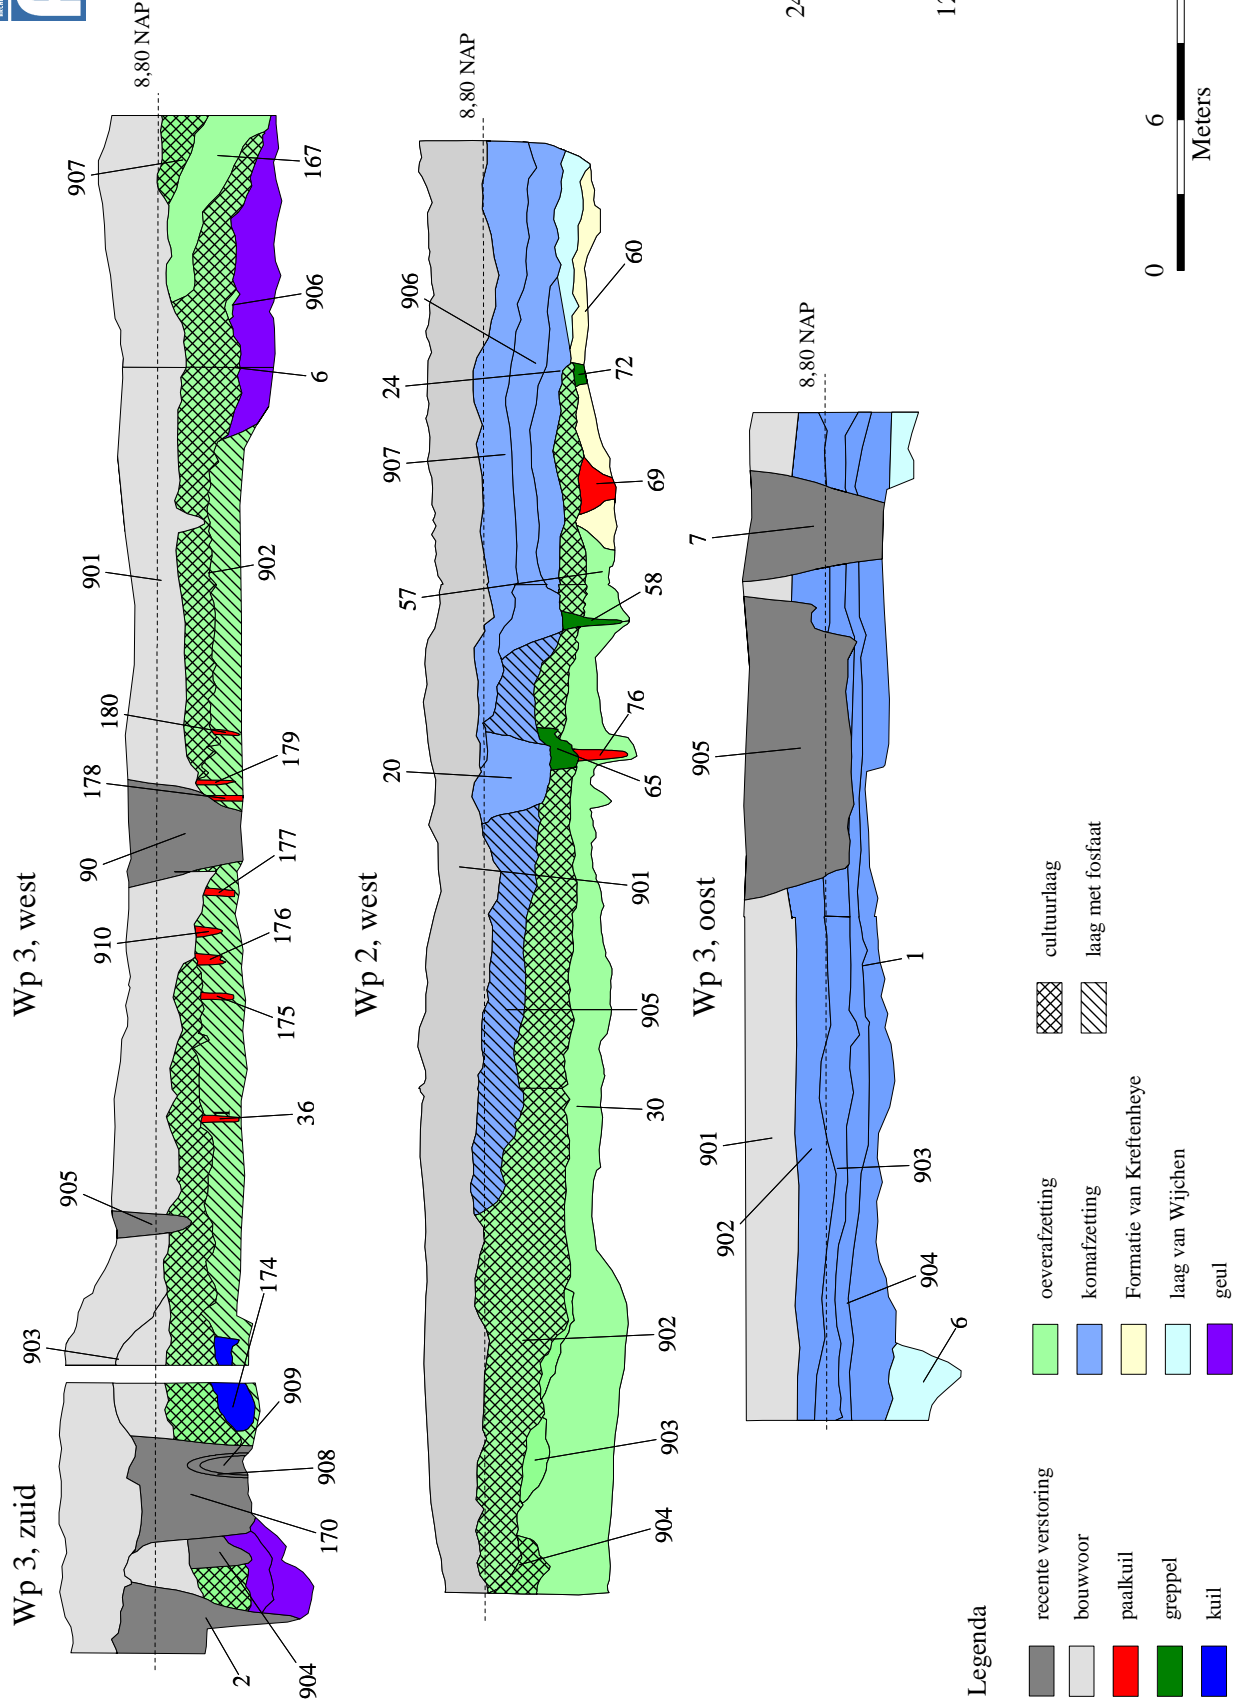 Wp 3, zuid
Wp 3, west
8,80 NAP
2
904
170
908
909
174
903
905
36
175
176
910
177
90
178
179
180
901
902
6
906
907
167
Wp 2, west
8,80 NAP
904
903
902
30
905
901
20
65
76
58
57
69
907
24
72
906
60
Wp 3, oost
8,80 NAP
6
904
902
903
901
1
905
7
Legenda
recente verstoring
bouwvoor
paalkuil
greppel
kuil
oeverafzetting
komafzetting
Formatie van Kreftenheye
laag van Wijchen
geul
cultuurlaag
laag met fosfaat
0 6
Meters